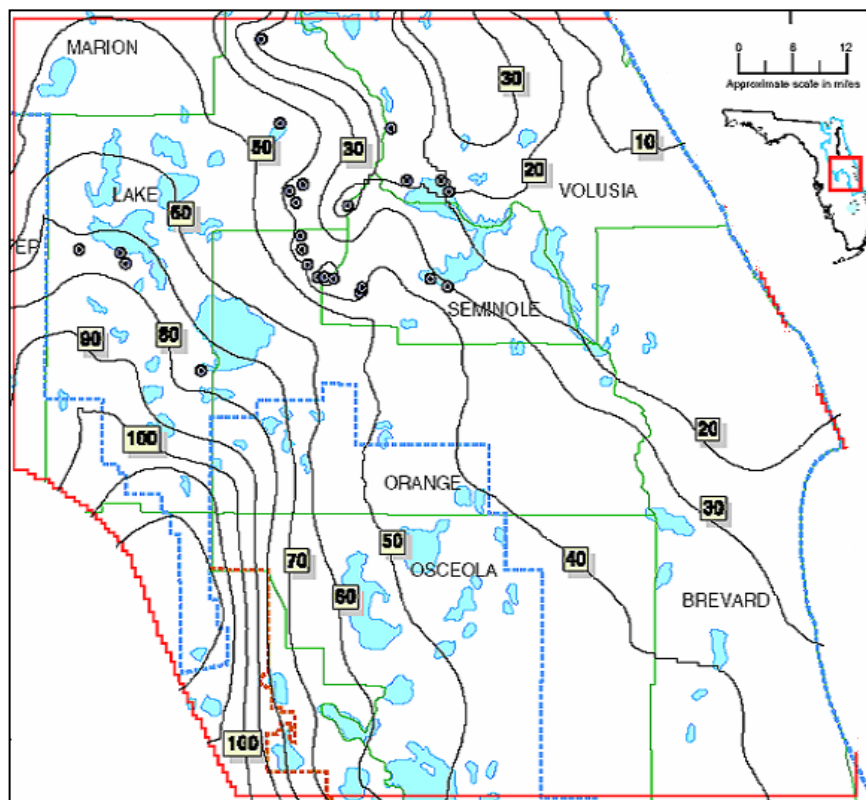 MARION
0 6 12
Approximate scale in miles
30
10
50
30
20
LAKE
VOLUSIA
60
ER
SEMINOLE
90
80
20
100
ORANGE
30
50
70
40
OSCEOLA
60
BREVARD
100